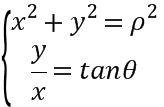 x² + y² = ρ²
y/x = tanθ